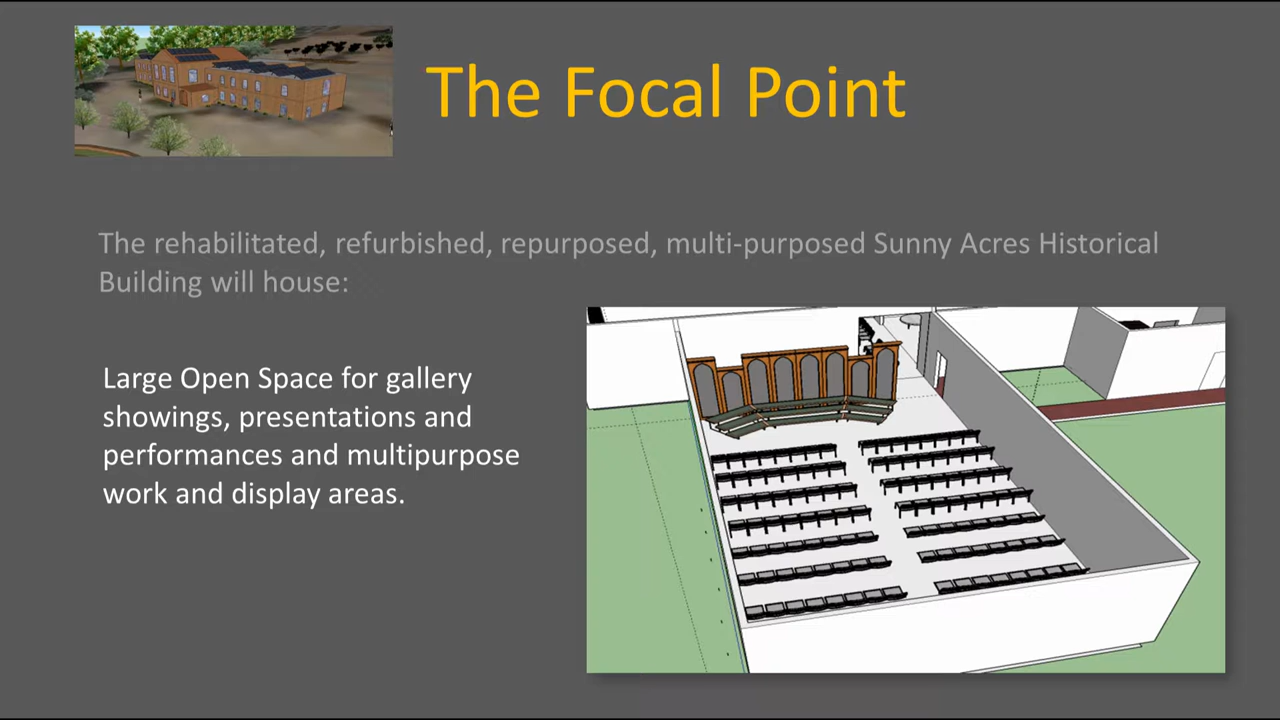 The Focal Point
The rehabilitated, refurbished, repurposed, multi-purposed Sunny Acres Historical
Building will house:
Large Open Space for gallery
showings, presentations and
performances and multipurpose
work and display areas.